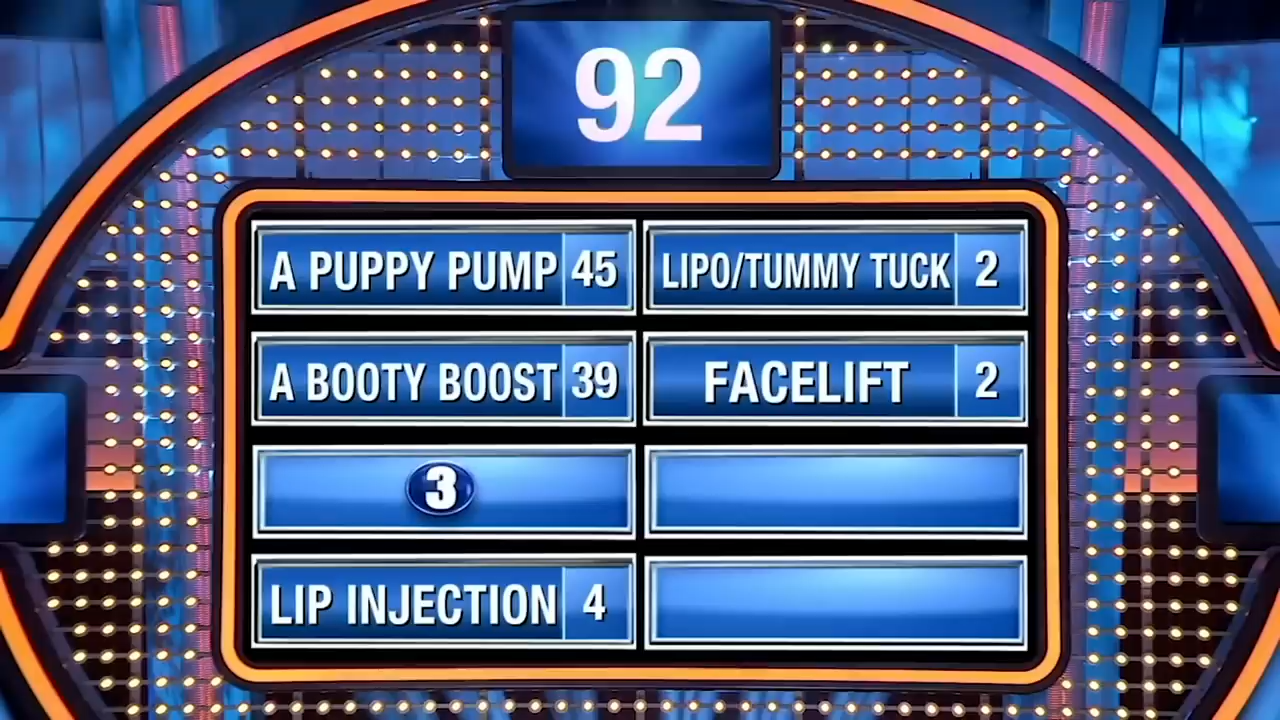 92
A PUPPY PUMP 45
LIPO/TUMMY TUCK 2
A BOOTY BOOST 39
FACELIFT 2
3
LIP INJECTION 4